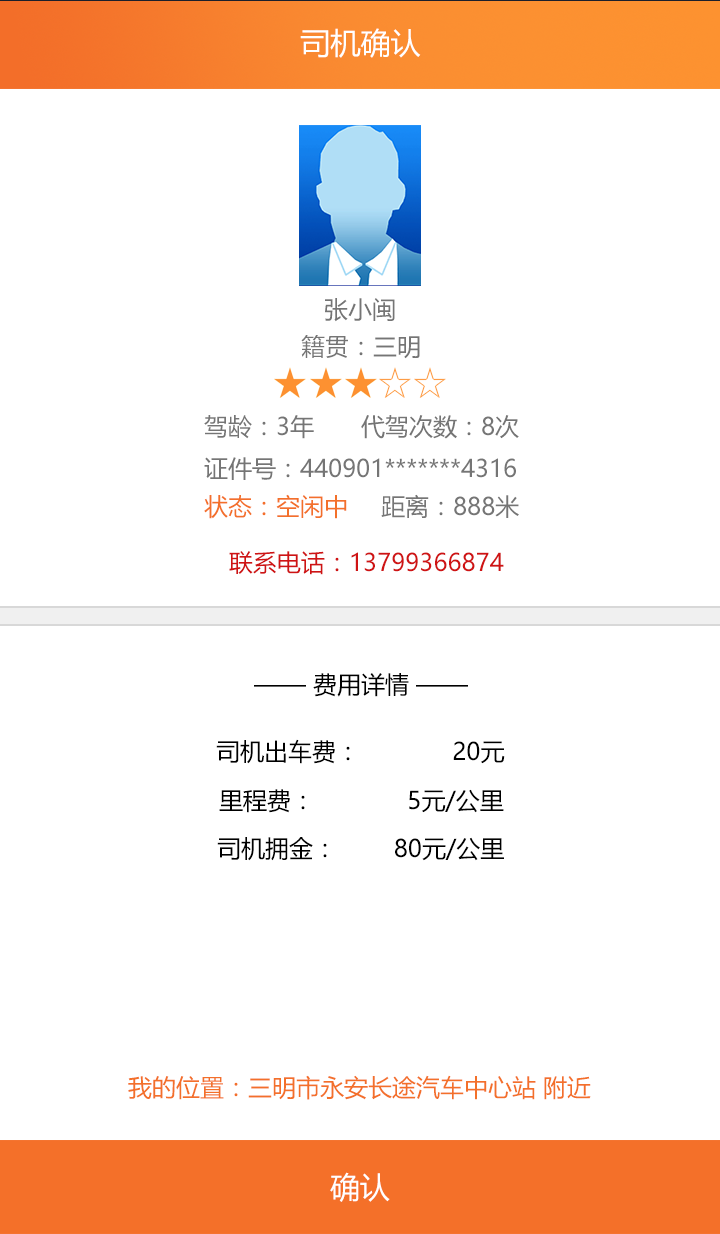 司机确认
张小闽
籍贯：三明
驾龄：3年 代驾次数：8次
证件号：440901*******4316
状态：空闲中 距离：888米
联系电话：13799366874
—— 费用详情 ——
司机出车费： 20元
里程费： 5元/公里
司机拥金： 80元/公里
我的位置：三明市永安长途汽车中心站 附近
确认